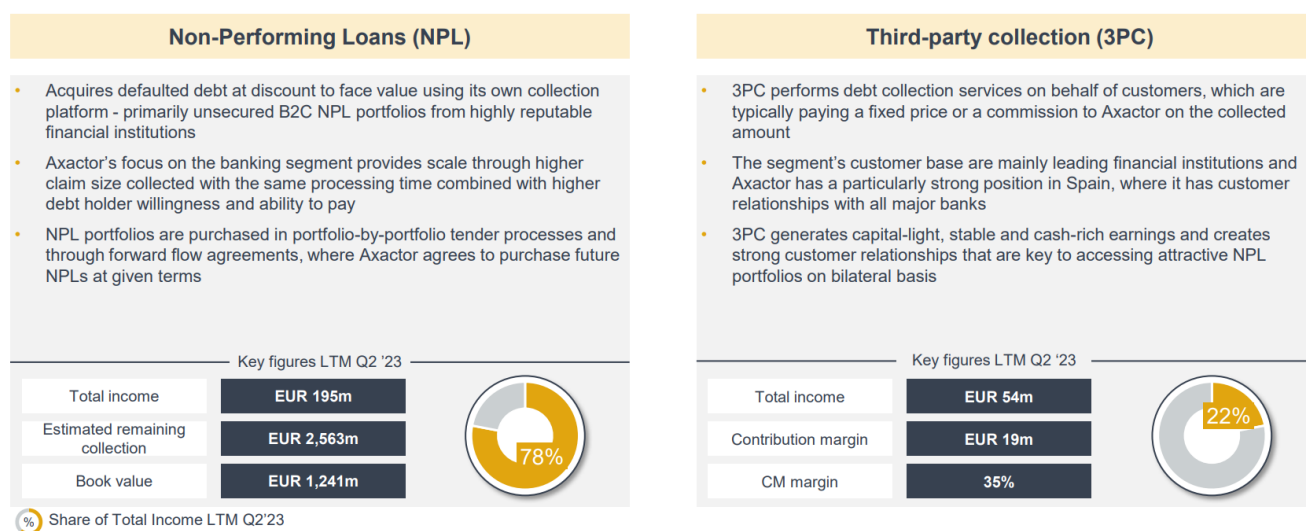 Non-Performing Loans (NPL)
• Acquires defaulted debt at discount to face value using its own collection
platform - primarily unsecured B2C NPL portfolios from highly reputable
financial institutions
• Axactor’s focus on the banking segment provides scale through higher
claim size collected with the same processing time combined with higher
debt holder willingness and ability to pay
• NPL portfolios are purchased in portfolio-by-portfolio tender processes and
through forward flow agreements, where Axactor agrees to purchase future
NPLs at given terms
Key figures LTM Q2 ’23
Total income
EUR 195m
Estimated remaining
collection
EUR 2,563m
Book value
EUR 1,241m
78%
% Share of Total Income LTM Q2’23
Third-party collection (3PC)
• 3PC performs debt collection services on behalf of customers, which are
typically paying a fixed price or a commission to Axactor on the collected
amount
• The segment’s customer base are mainly leading financial institutions and
Axactor has a particularly strong position in Spain, where it has customer
relationships with all major banks
• 3PC generates capital-light, stable and cash-rich earnings and creates
strong customer relationships that are key to accessing attractive NPL
portfolios on bilateral basis
Key figures LTM Q2 ‘23
Total income
EUR 54m
Contribution margin
EUR 19m
CM margin
35%
22%